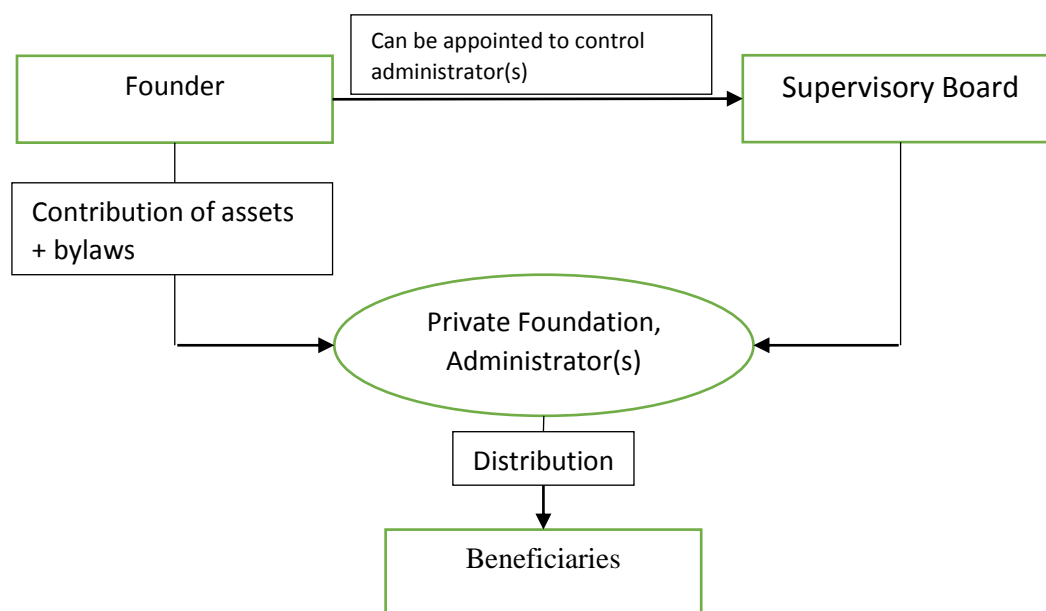 Can be appointed to control
administrator(s)
Founder
Supervisory Board
Contribution of assets
+ bylaws
Private Foundation,
Administrator(s)
Distribution
Beneficiaries